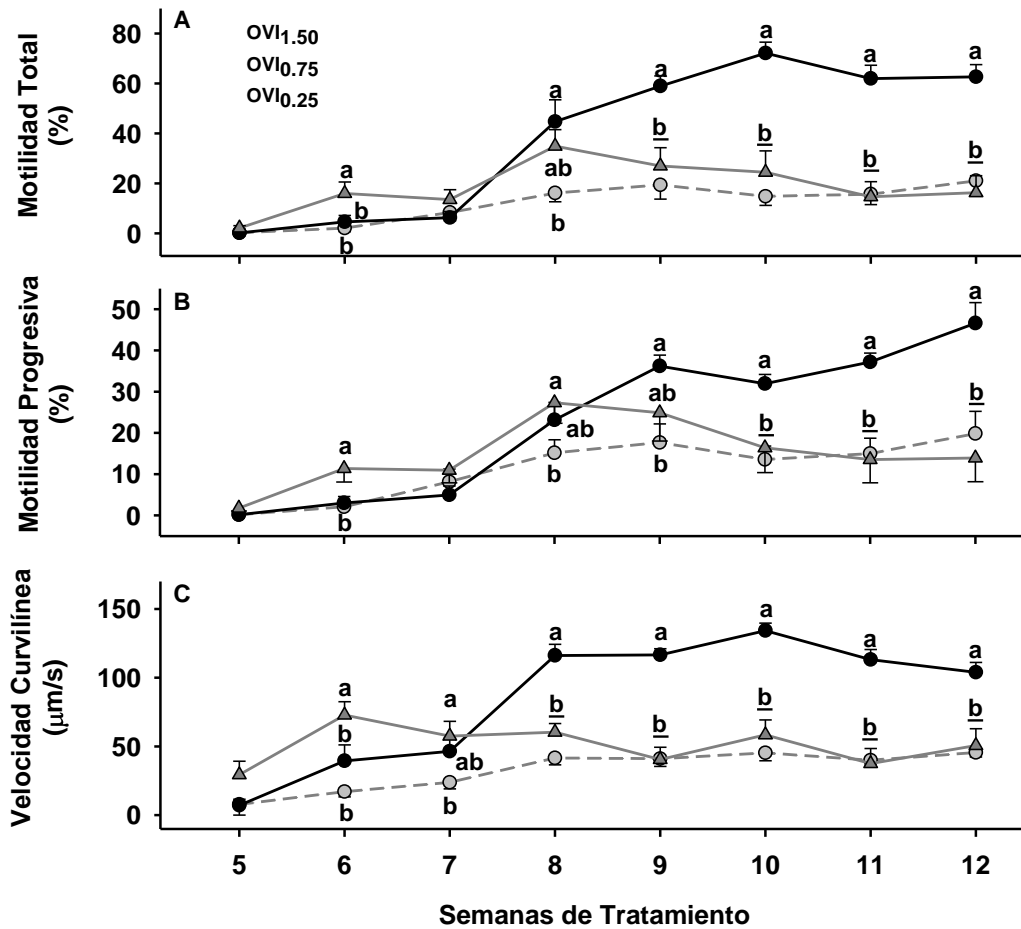 A
OVI1.50
OVI0.75
OVI0.25
Motilidad Total
(%)
80
60
40
20
0
a
b
b
a
ab
b
a
b
a
b
a
b
a
b
B
Motilidad Progresiva
(%)
50
40
30
20
10
0
a
b
a
ab
b
a
ab
b
a
b
a
b
a
b
C
Velocidad Curvilínea
(µm/s)
150
100
50
0
a
b
b
a
ab
b
a
b
a
b
a
b
a
b
a
b
5 6 7 8 9 10 11 12
Semanas de Tratamiento